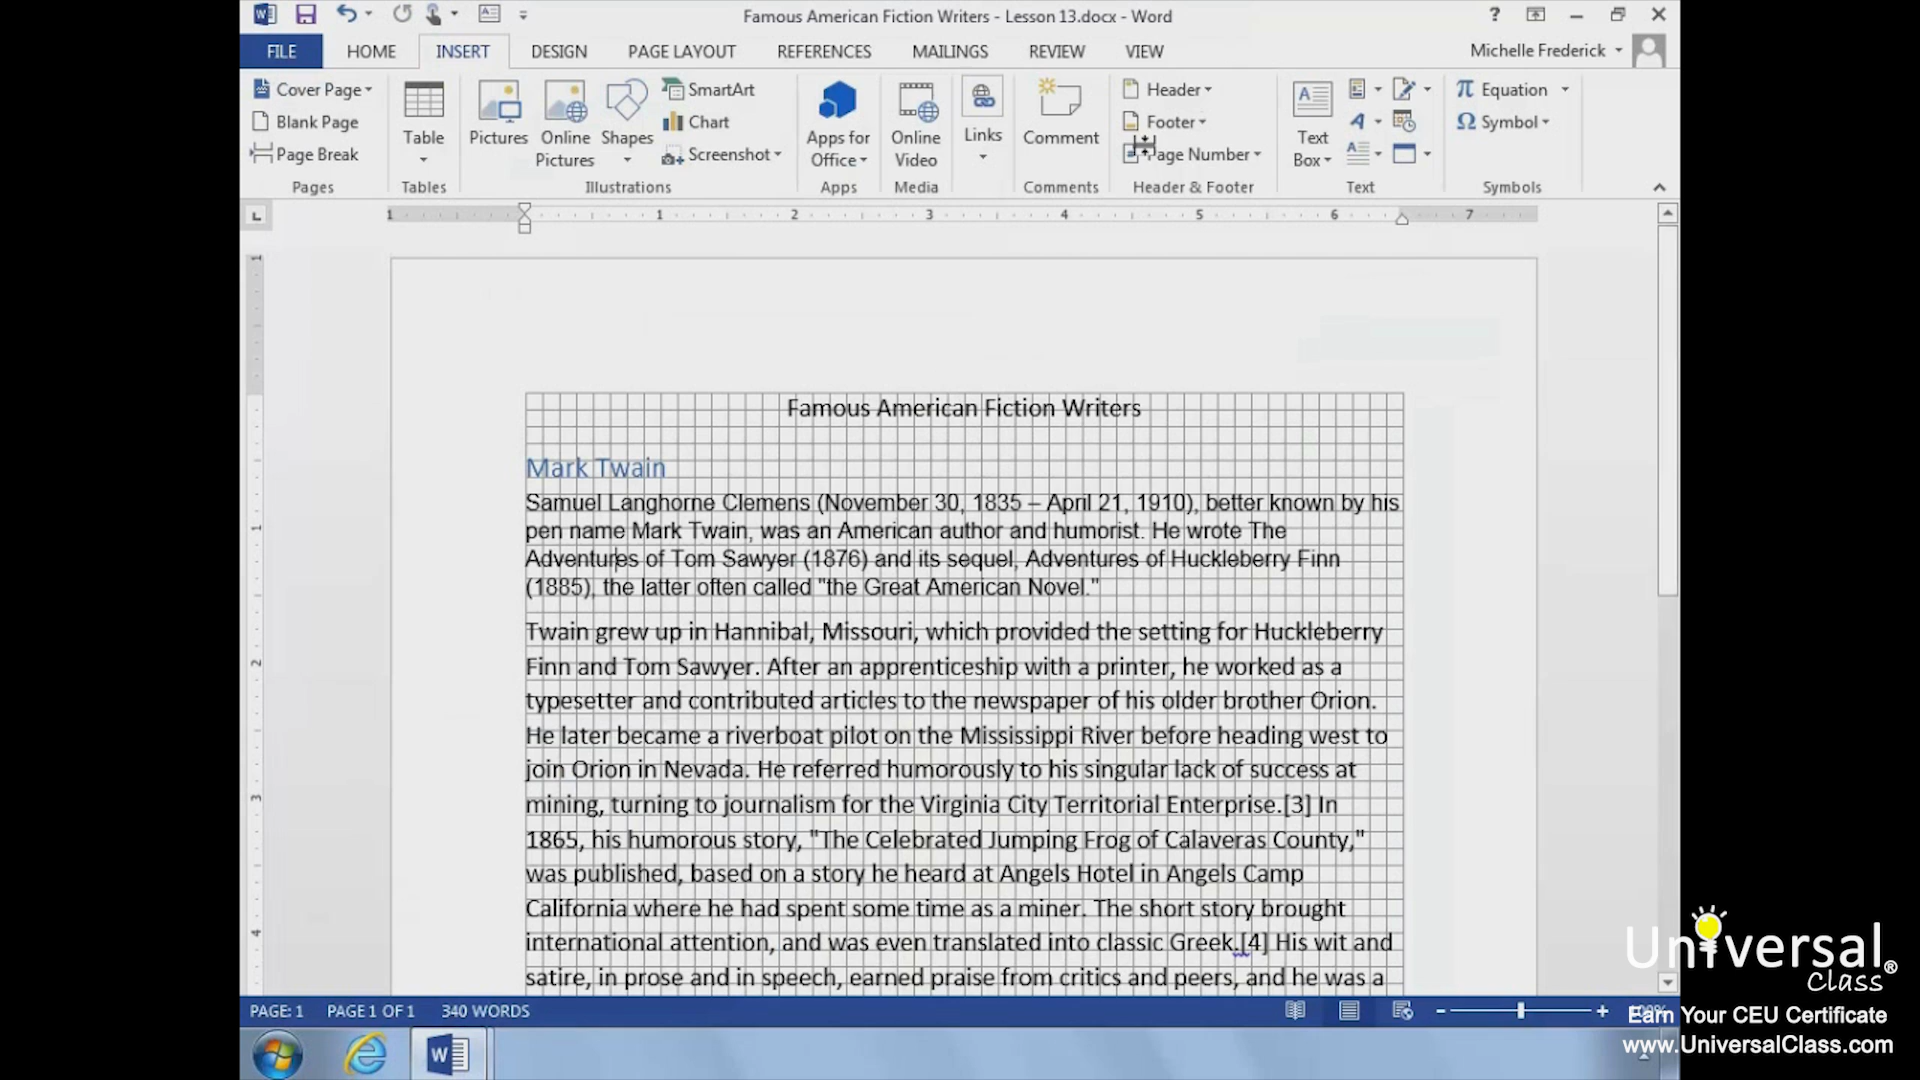 Famous American Fiction Writers - Lesson 13.docx - Word
?
FILE HOME INSERT DESIGN PAGE LAYOUT REFERENCES MAILINGS REVIEW VIEW
Michelle Frederick
Cover Page
Blank Page
Page Break
Pages
Table
Tables
Pictures
Online
Pictures
Shapes
SmartArt
Chart
Screenshot
Illustrations
Apps for
Office
Apps
Online
Video
Media
Links
Comment
Comments
Header
Footer
Page Number
Header & Footer
Text
Box
Text
Equation
Symbol
Symbols
1 1 2 3 4 5 6 7
Famous American Fiction Writers
Mark Twain
Samuel Langhorne Clemens (November 30, 1835 – April 21, 1910), better known by his
pen name Mark Twain, was an American author and humorist. He wrote The
Adventures of Tom Sawyer (1876) and its sequel, Adventures of Huckleberry Finn
(1885), the latter often called "the Great American Novel."
Twain grew up in Hannibal, Missouri, which provided the setting for Huckleberry
Finn and Tom Sawyer. After an apprenticeship with a printer, he worked as a
typesetter and contributed articles to the newspaper of his older brother Orion.
He later became a riverboat pilot on the Mississippi River before heading west to
join Orion in Nevada. He referred humorously to his singular lack of success at
mining, turning to journalism for the Virginia City Territorial Enterprise.[3] In
1865, his humorous story, "The Celebrated Jumping Frog of Calaveras County,"
was published, based on a story he heard at Angels Hotel in Angels Camp
California where he had spent some time as a miner. The short story brought
international attention, and was even translated into classic Greek.[4] His wit and
satire, in prose and in speech, earned praise from critics and peers, and he was a
1
1
2
3
4
PAGE: 1 PAGE 1 OF 1 340 WORDS
Universal
Class
®
Earn Your CEU Certificate
www.UniversalClass.com